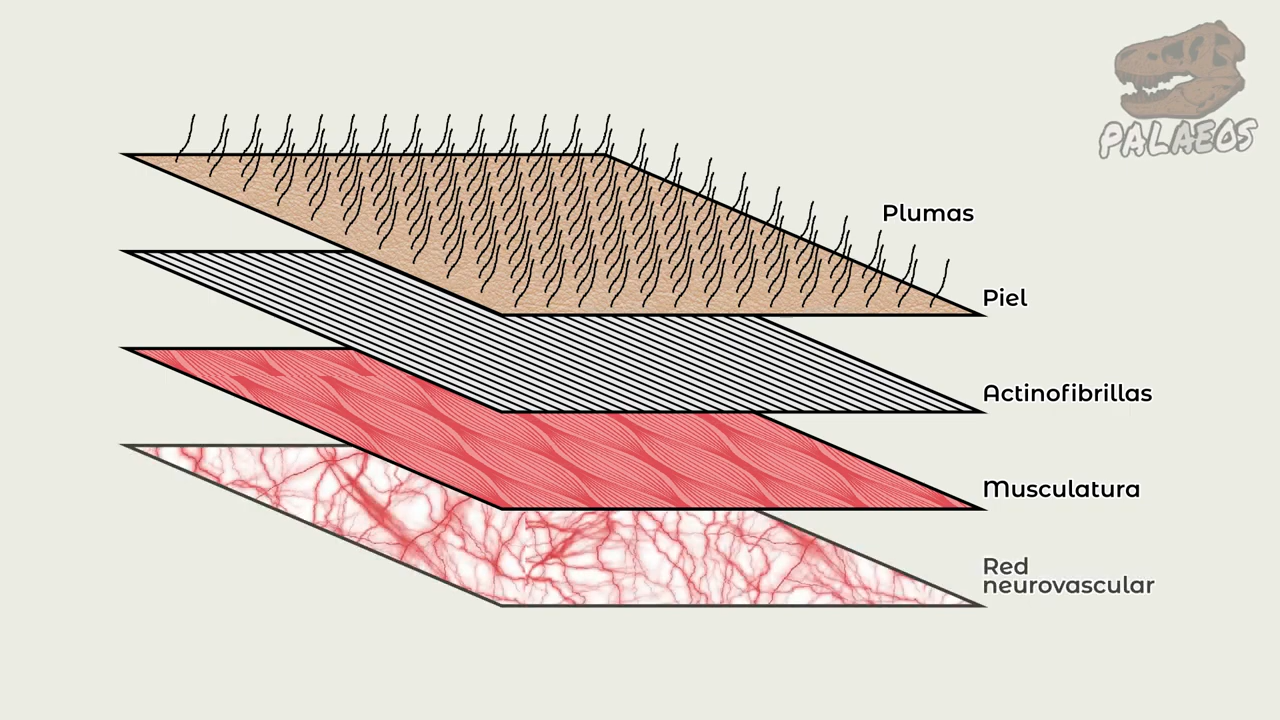 PALAEOS
Plumas
Piel
Actinofibrillas
Musculatura
Red
neurovascular